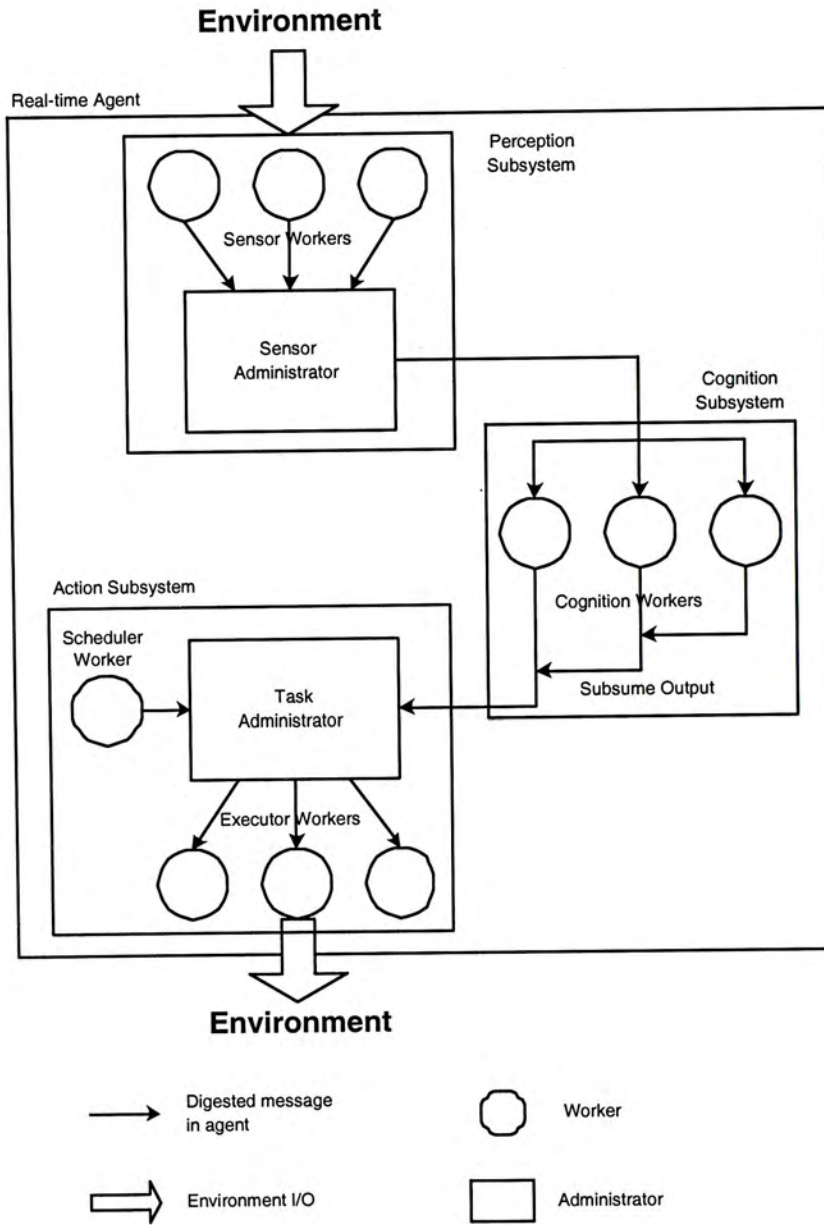 Environment
Real-time Agent
Perception
Subsystem
Sensor Workers
Sensor
Administrator
Cognition
Subsystem
Cognition Workers
Subsume Output
Action Subsystem
Scheduler
Worker
Task
Administrator
Executor Workers
Environment
Digested message
in agent
Worker
Environment I/O
Administrator